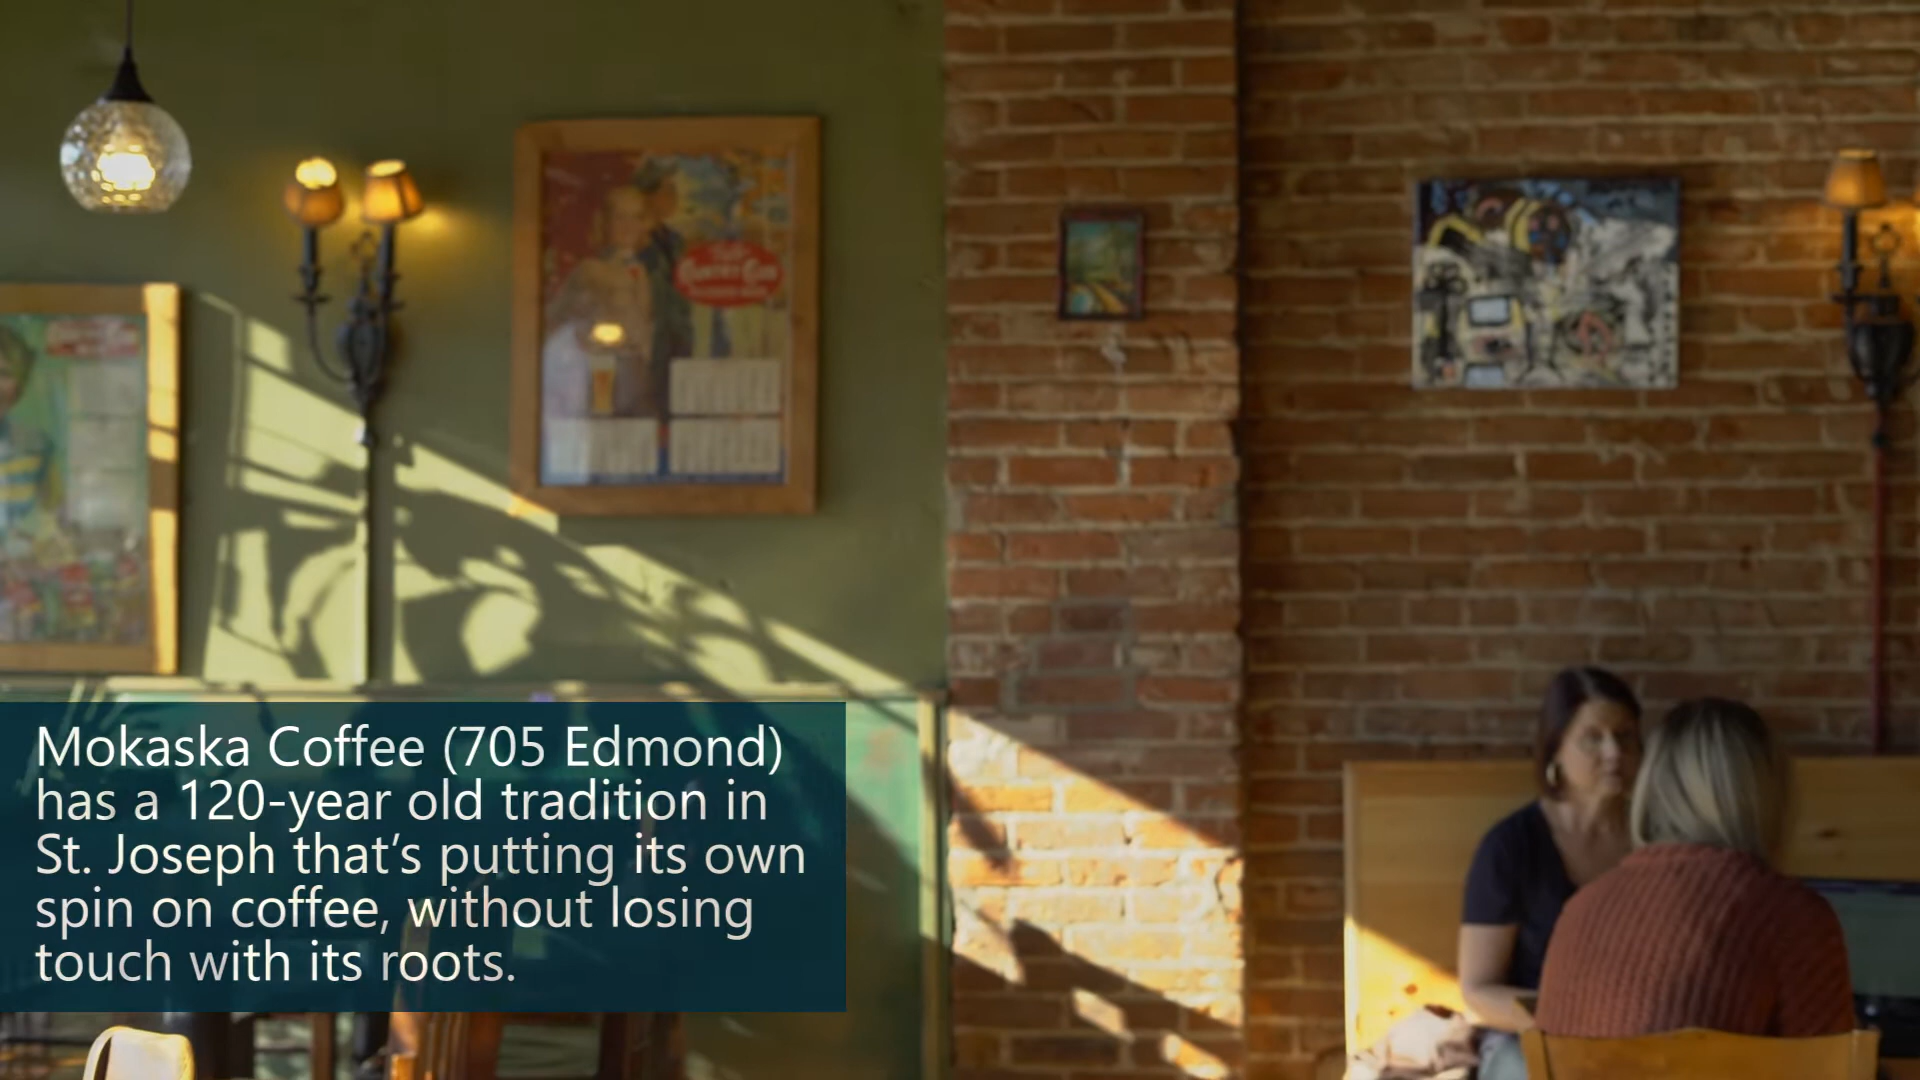 Mokaska Coffee (705 Edmond)
has a 120-year old tradition in
St. Joseph that's putting its own
spin on coffee, without losing
touch with its roots.